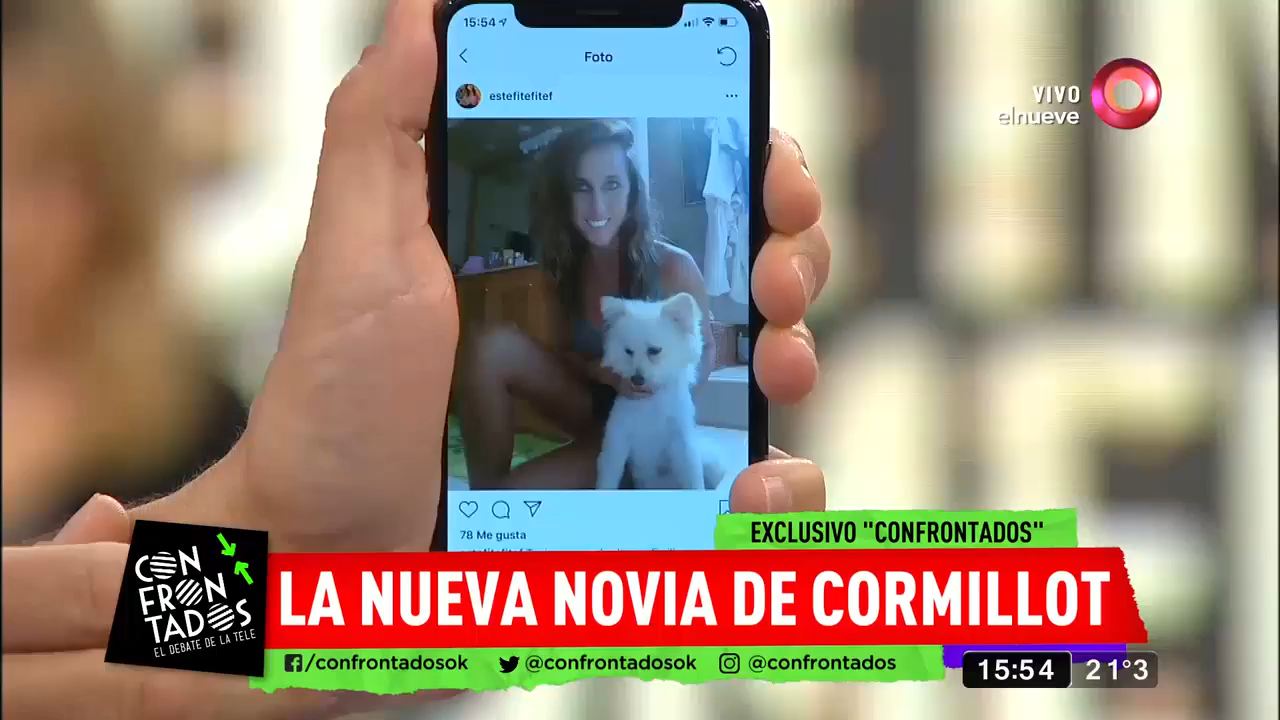 15:54
Foto
estefitefitef
VIVO
elnueve
78 Me gusta
EXCLUSIVO "CONFRONTADOS"
LA NUEVA NOVIA DE CORMILLOT
CON
FRON
TADOS
EL DEBATE DE LA TELE
/confrontadosok
@confrontadosok
@confrontados
15:54
21°3